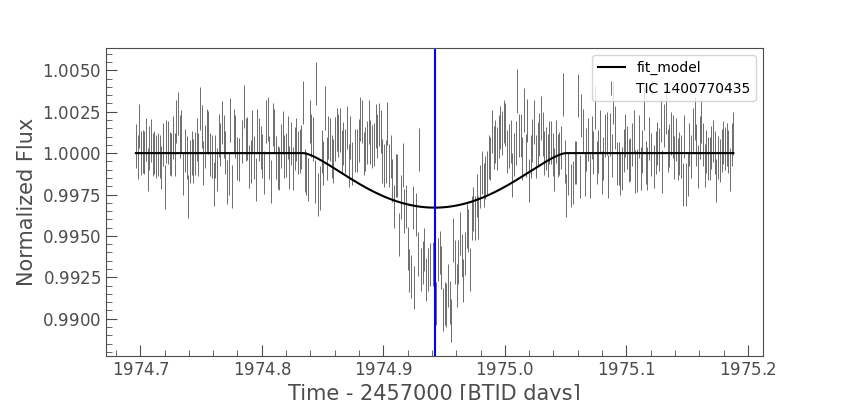 fit_model
TIC 1400770435
1.0050
1.0025
1.0000
0.9975
0.9950
0.9925
0.9900
Normalized Flux
1974.7 1974.8 1974.9 1975.0 1975.1 1975.2
Time - 2457000 [BTJD days]